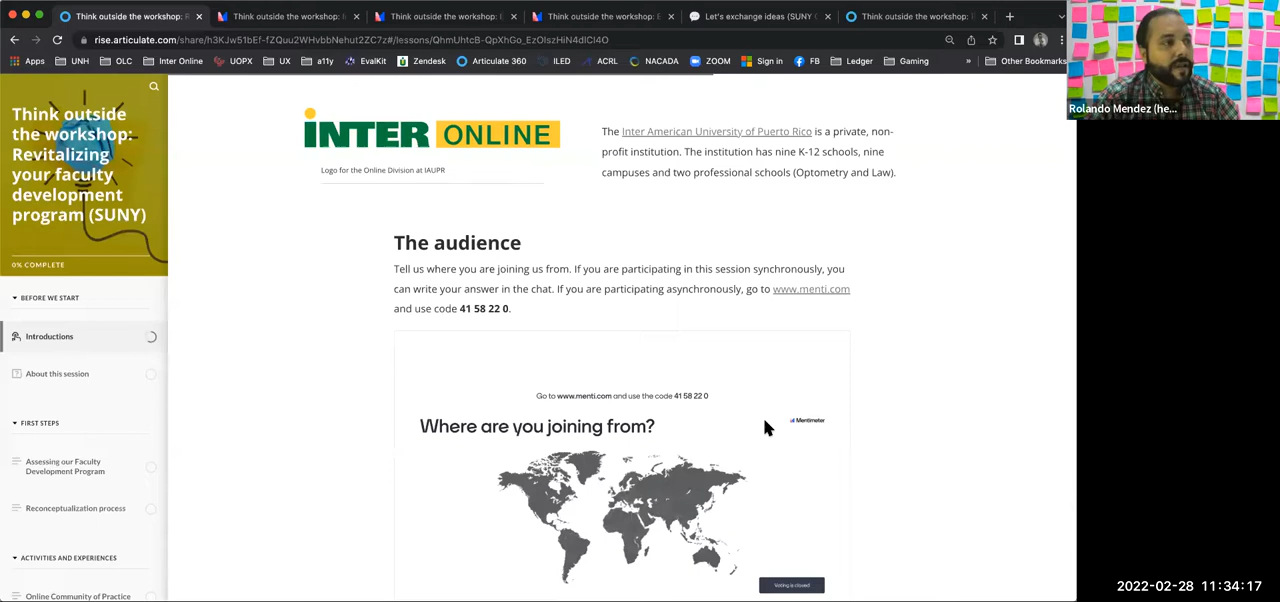 Think outside the workshop: R
Think outside the workshop: I
Think outside the workshop: E
Think outside the workshop: E
Let's exchange ideas (SUNY C
Think outside the workshop: R
rise.articulate.com/share/h3KJw51bEf-fZQuu2WHvbbNehut2ZC7z#/lessons/QhmUhtcB-QpXhGo_EzOIszHiN4dlCl4O
Apps UNH OLC Inter Online UOPX UX a11y EvalKit Zendesk Articulate 360 ILED ACRL NACADA ZOOM Sign in FB Ledger Gaming » Other Bookmarks
Rolando Mendez (he...
Think outside
the workshop:
Revitalizing
your faculty
development
program (SUNY)
0% COMPLETE
BEFORE WE START
Introductions
About this session
FIRST STEPS
Assessing our Faculty
Development Program
Reconceptualization process
ACTIVITIES AND EXPERIENCES
Online Community of Practice
INTER ONLINE
Logo for the Online Division at IAUPR
The Inter American University of Puerto Rico is a private, non-
profit institution. The institution has nine K-12 schools, nine
campuses and two professional schools (Optometry and Law).
The audience
Tell us where you are joining us from. If you are participating in this session synchronously, you
can write your answer in the chat. If you are participating asynchronously, go to www.menti.com
and use code 41 58 22 0.
Go to www.menti.com and use the code 41 58 22 0
Where are you joining from?
Mentimeter
Voting is closed
2022-02-28 11:34:17